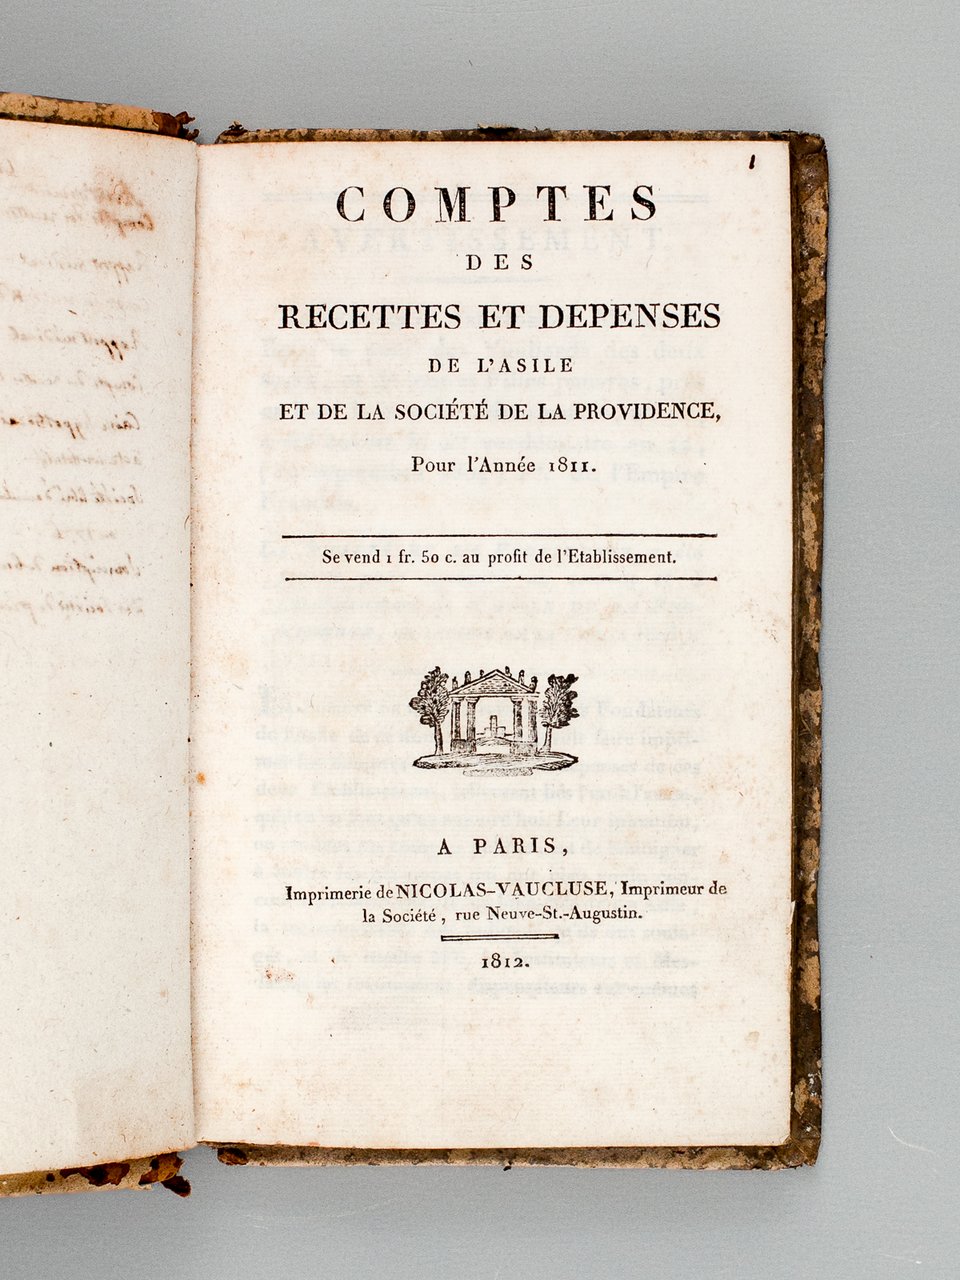 1
COMPTES
DES
RECETTES ET DEPENSES
DE L'ASILE
ET DE LA SOCIÉTÉ DE LA PROVIDENCE,
Pour l'Année 1811.
Se vend 1 fr. 50 c. au profit de l'Etablissement.
A PARIS,
Imprimerie de NICOLAS-VAUCLUSE, Imprimeur de
la Société, rue Neuve-St.-Augustin.
1812.